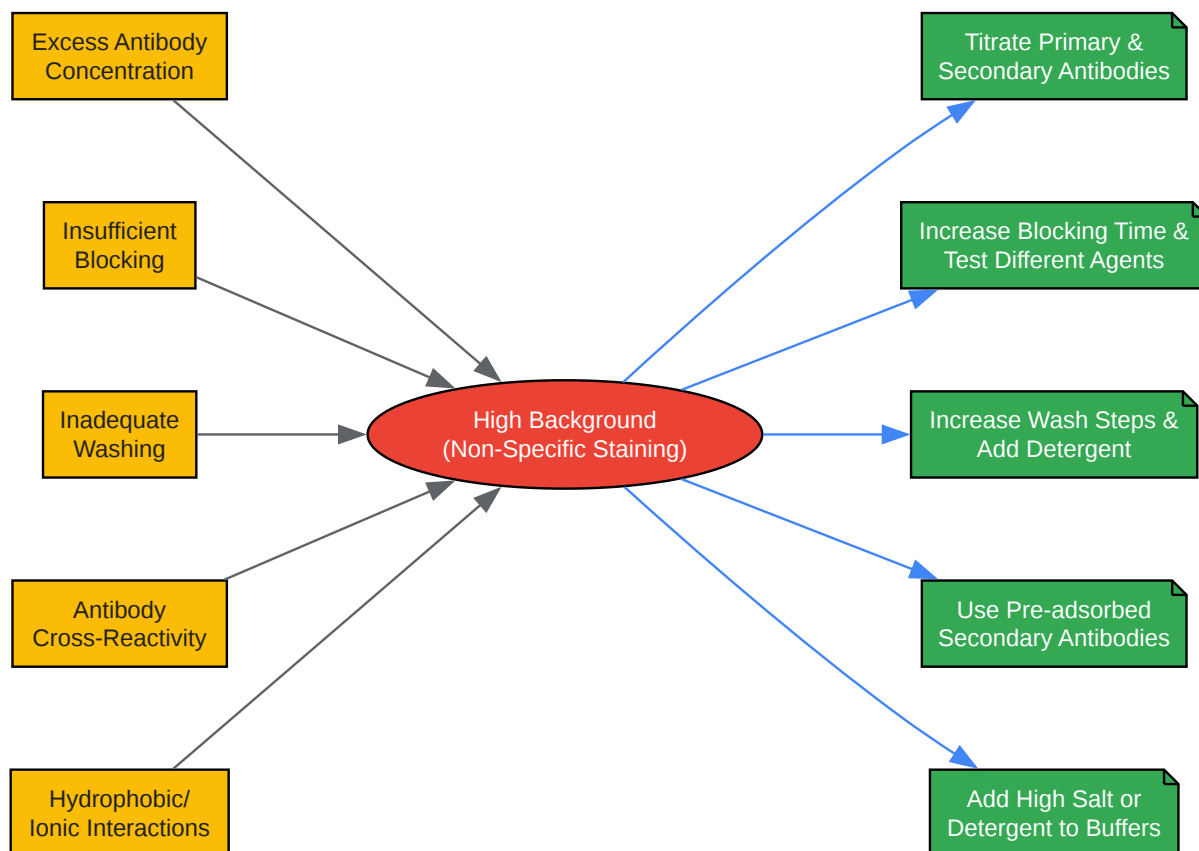 Excess Antibody
Concentration
Insufficient
Blocking
Inadequate
Washing
Antibody
Cross-Reactivity
Hydrophobic/
Ionic Interactions
High Background
(Non-Specific Staining)
Titrate Primary &
Secondary Antibodies
Increase Blocking Time &
Test Different Agents
Increase Wash Steps &
Add Detergent
Use Pre-adsorbed
Secondary Antibodies
Add High Salt or
Detergent to Buffers